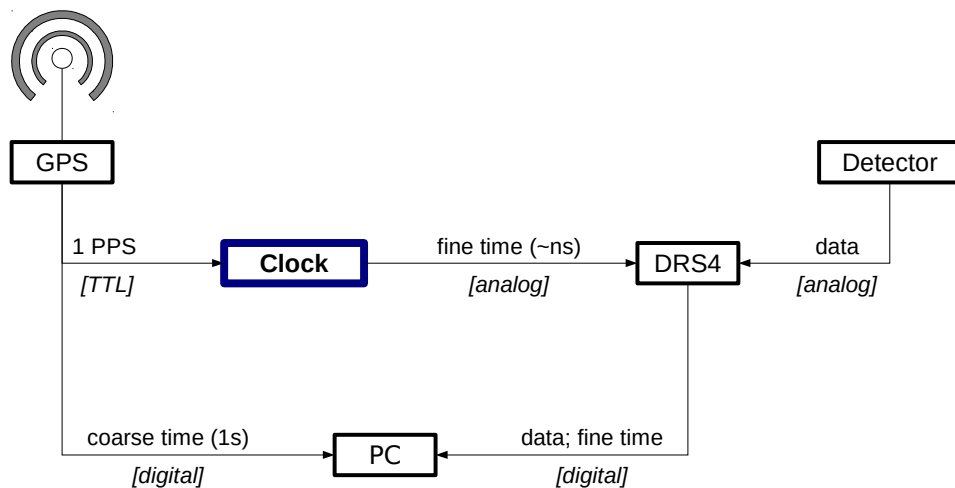 GPS
Detector
1 PPS
[TTL]
Clock
fine time (~ns)
[analog]
DRS4
data
[analog]
coarse time (1s)
[digital]
PC
data; fine time
[digital]